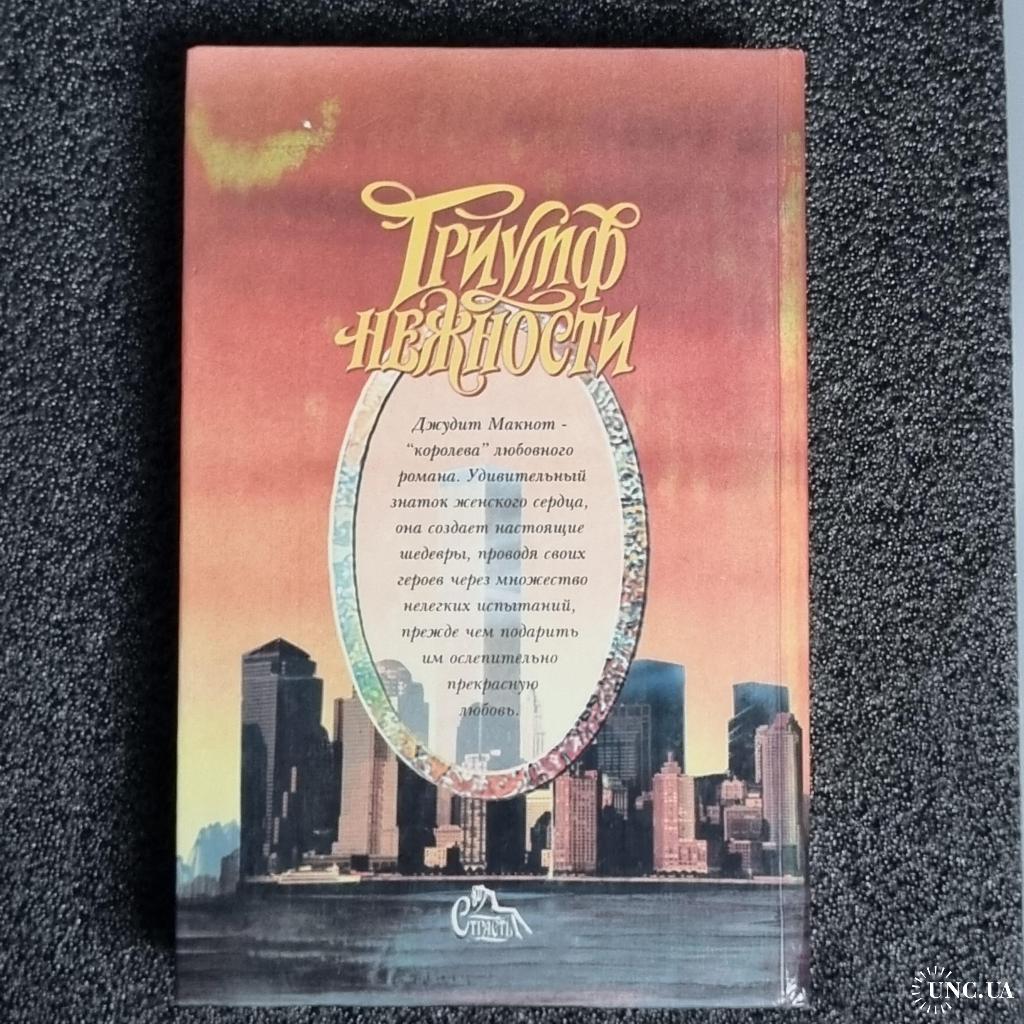 Триумф
нежности
Джудит Макнот -
“королева” любовного
романа. Удивительный
знаток женского сердца,
она создает настоящие
шедевры, проводя своих
героев через множество
нелегких испытаний,
прежде чем подарить
им ослепительно
прекрасную
любовь.
Страсть
UNC.UA